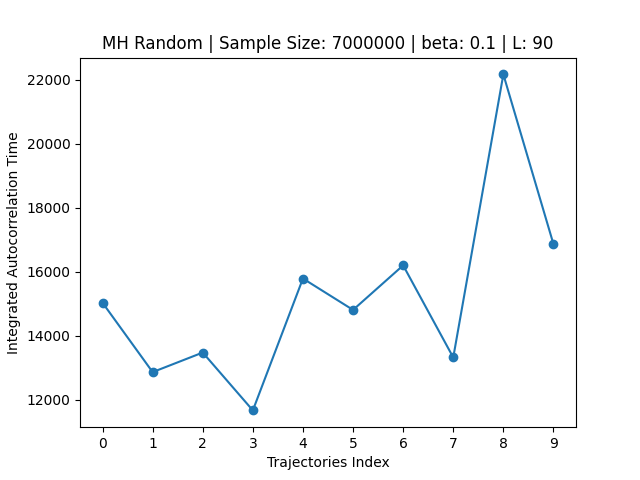 MH Random | Sample Size: 7000000 | beta: 0.1 | L: 90
Integrated Autocorrelation Time
22000
20000
18000
16000
14000
12000
0 1 2 3 4 5 6 7 8 9
Trajectories Index